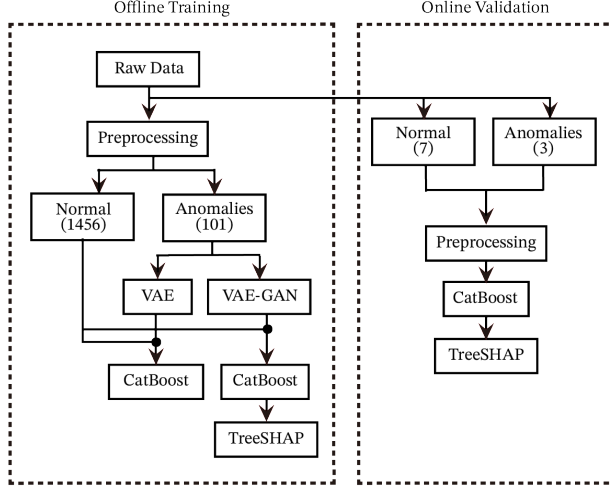 Offline Training
Online Validation
Raw Data
Preprocessing
Normal
(1456)
Anomalies
(101)
VAE
VAE-GAN
CatBoost
CatBoost
TreeSHAP
Normal
(7)
Anomalies
(3)
Preprocessing
CatBoost
TreeSHAP